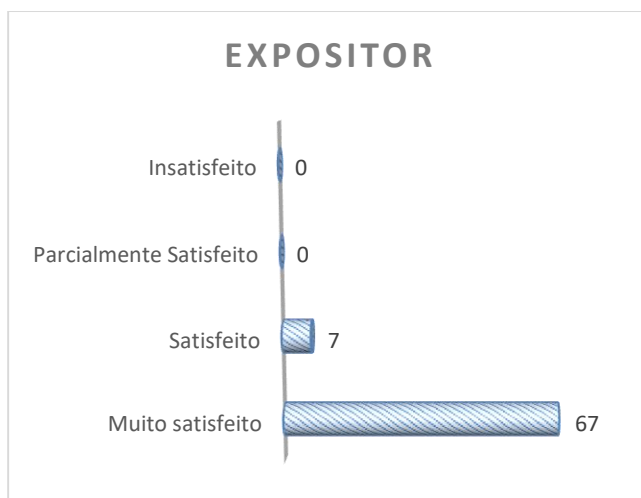 EXPOSITOR
Insatisfeito 0
Parcialmente Satisfeito 0
Satisfeito 7
Muito satisfeito 67